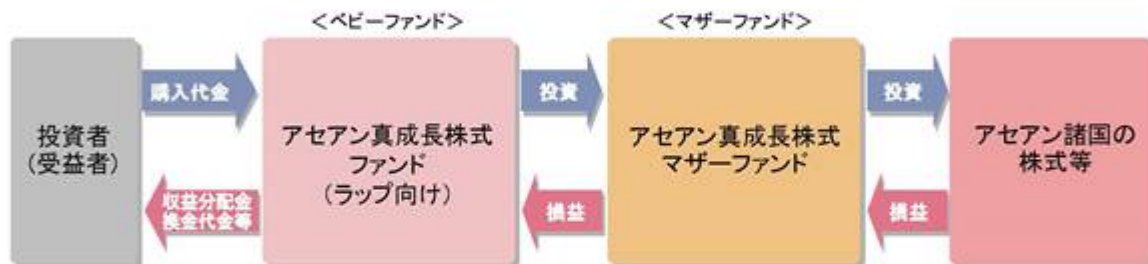 ＜ベビーファンド＞
＜マザーファンド＞
投資者
(受益者)
購入代金
収益分配金
換金代金等
アセアン真成長株式
ファンド
(ラップ向け)
投資
損益
アセアン真成長株式
マザーファンド
投資
損益
アセアン諸国の
株式等